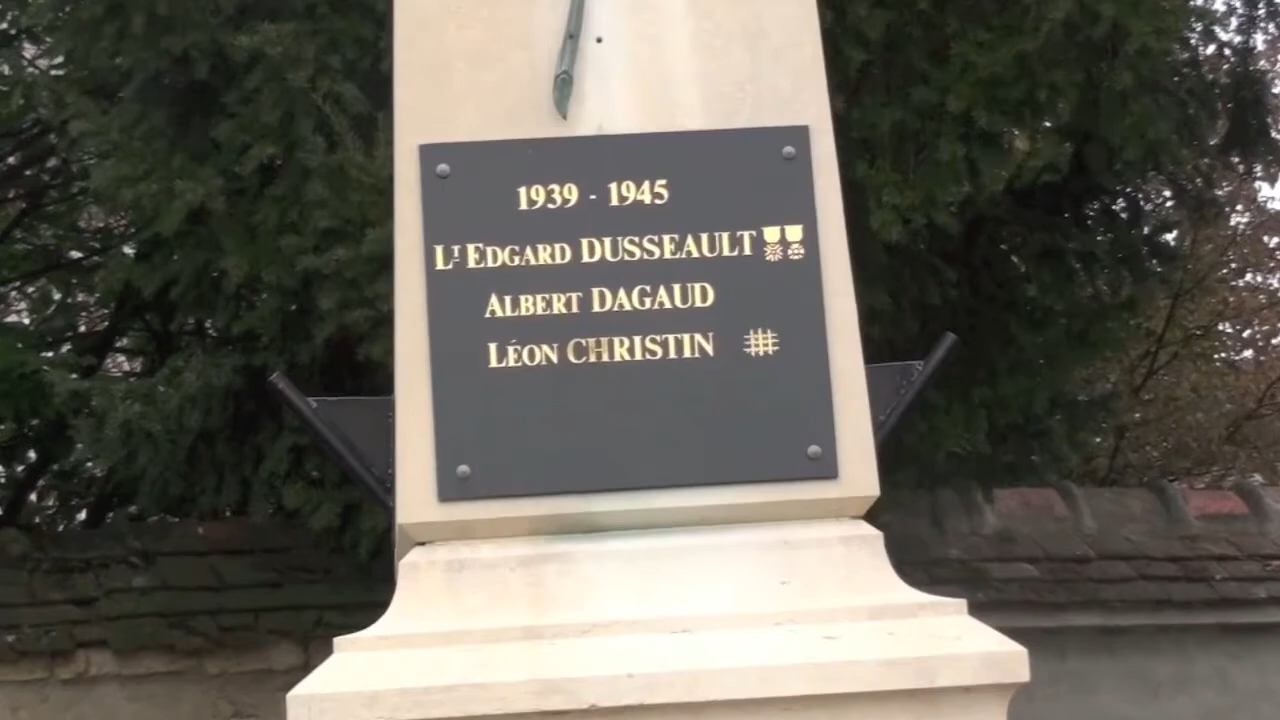 1939 - 1945
Lᵀ EDGARD DUSSEAULT
ALBERT DAGAUD
LÉON CHRISTIN